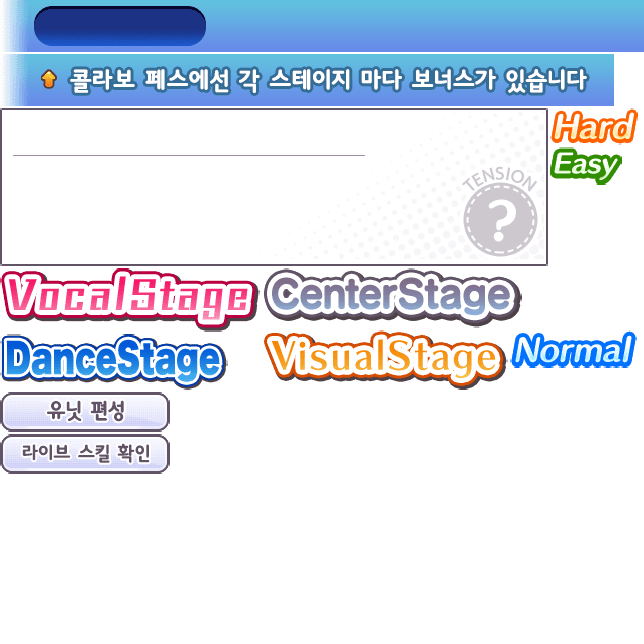 콜라보 페스에선 각 스테이지 마다 보너스가 있습니다
Hard
Easy
TENSION
?
VocalStage
CenterStage
DanceStage
VisualStage
Normal
유닛 편성
라이브 스킬 확인